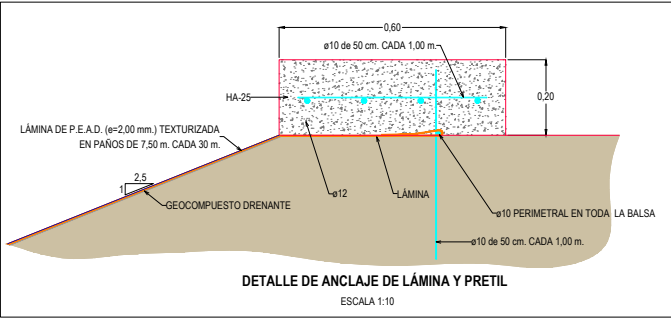 0,60
ø10 de 50 cm. CADA 1,00 m.
HA-25
0,20
LÁMINA DE P.E.A.D. (e=2,00 mm.) TEXTURIZADA
EN PAÑOS DE 7,50 m. CADA 30 m.
2,5
1
GEOCOMPUESTO DRENANTE
ø12
LÁMINA
ø10 PERIMETRAL EN TODA LA BALSA
ø10 de 50 cm. CADA 1,00 m.
DETALLE DE ANCLAJE DE LÁMINA Y PRETIL
ESCALA 1:10